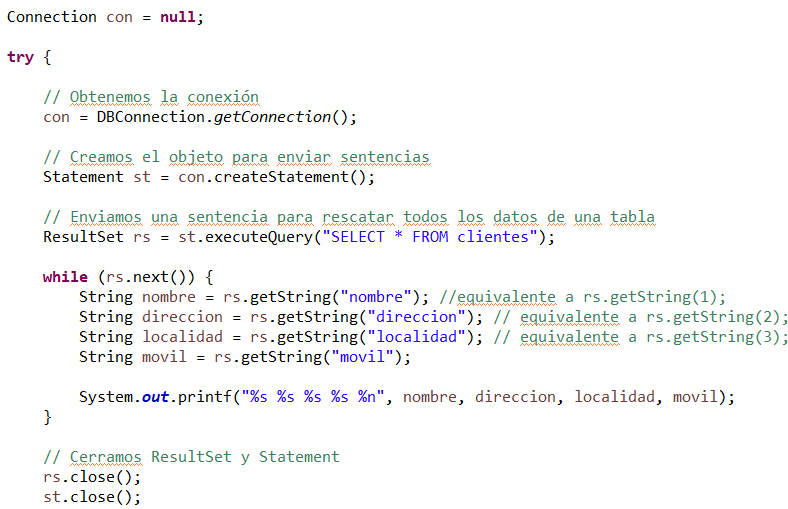 Connection con = null;
try {
// Obtenemos la conexión
con = DBConnection.getConnection();
// Creamos el objeto para enviar sentencias
Statement st = con.createStatement();
// Enviamos una sentencia para rescatar todos los datos de una tabla
ResultSet rs = st.executeQuery("SELECT * FROM clientes");
while (rs.next()) {
String nombre = rs.getString("nombre"); //equivalente a rs.getString(1);
String direccion = rs.getString("direccion"); // equivalente a rs.getString(2);
String localidad = rs.getString("localidad"); // equivalente a rs.getString(3);
String movil = rs.getString("movil");
System.out.printf("%s %s %s %s %n", nombre, direccion, localidad, movil);
}
// Cerramos ResultSet y Statement
rs.close();
st.close();